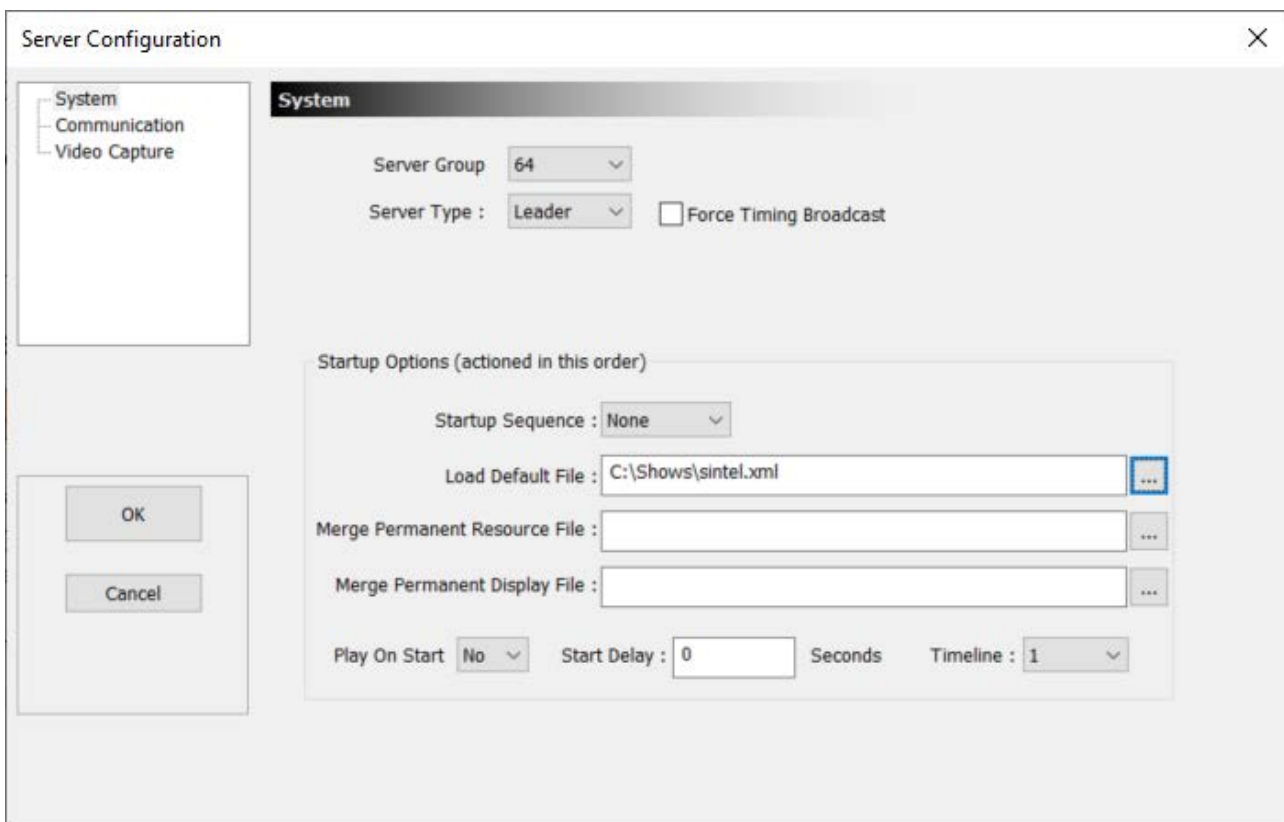 Server Configuration
System
Communication
Video Capture
System
Server Group 64
Server Type : Leader Force Timing Broadcast
Startup Options (actioned in this order)
Startup Sequence : None
Load Default File : C:\Shows\sintel.xml ...
Merge Permanent Resource File : ...
Merge Permanent Display File : ...
Play On Start No Start Delay : 0 Seconds Timeline : 1
OK
Cancel